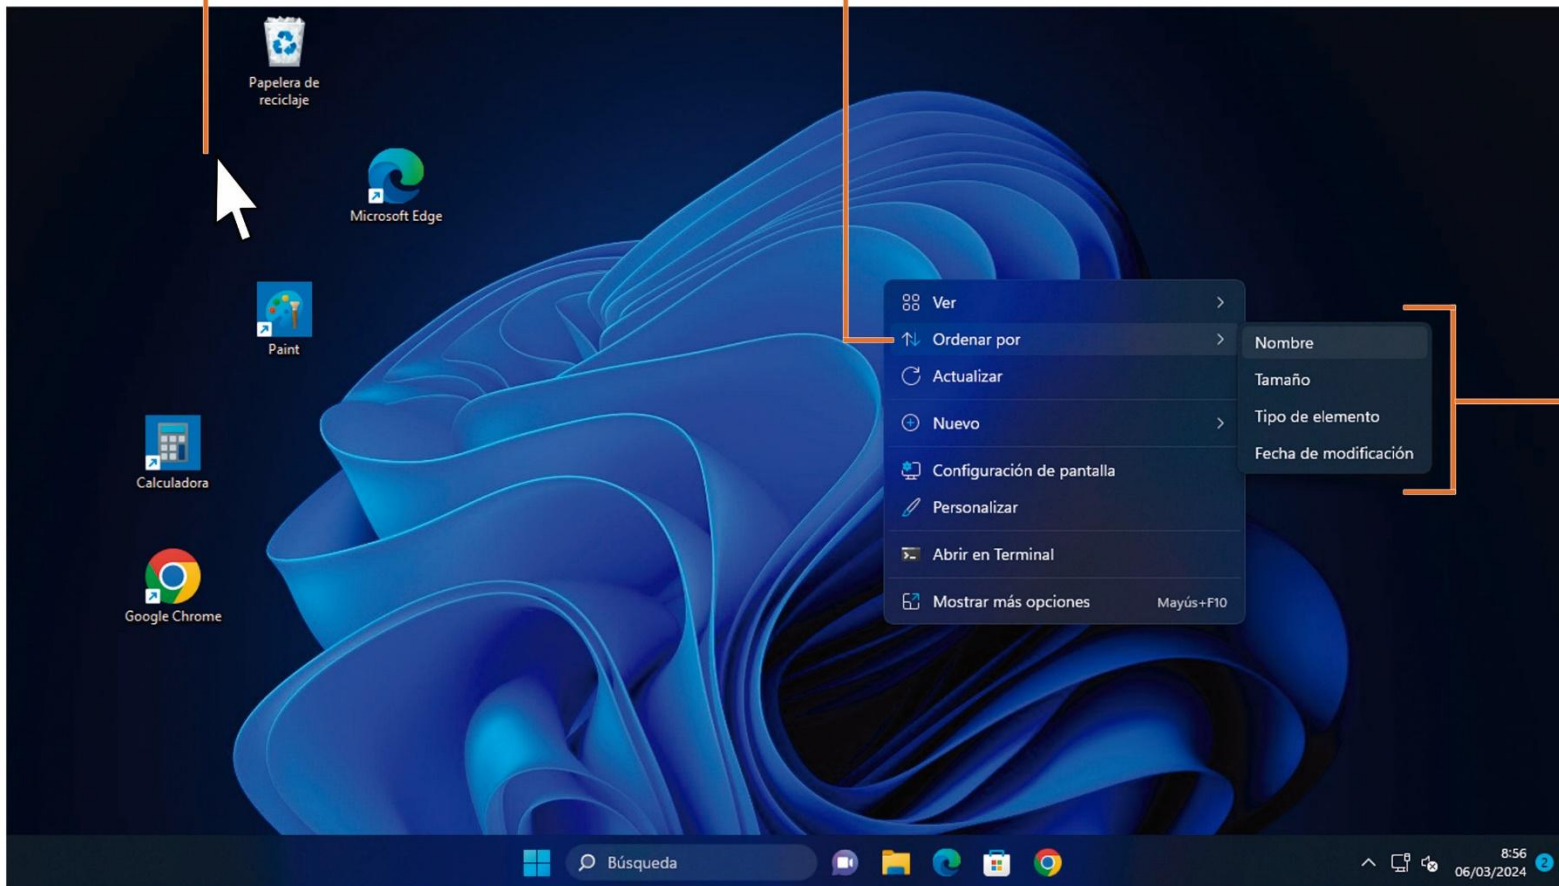 Papelera de
reciclaje
Microsoft Edge
Paint
Calculadora
Google Chrome
Ver
Ordenar por
Actualizar
Nuevo
Configuración de pantalla
Personalizar
Abrir en Terminal
Mostrar más opciones Mayús+F10
Nombre
Tamaño
Tipo de elemento
Fecha de modificación
Búsqueda
8:56
06/03/2024
2